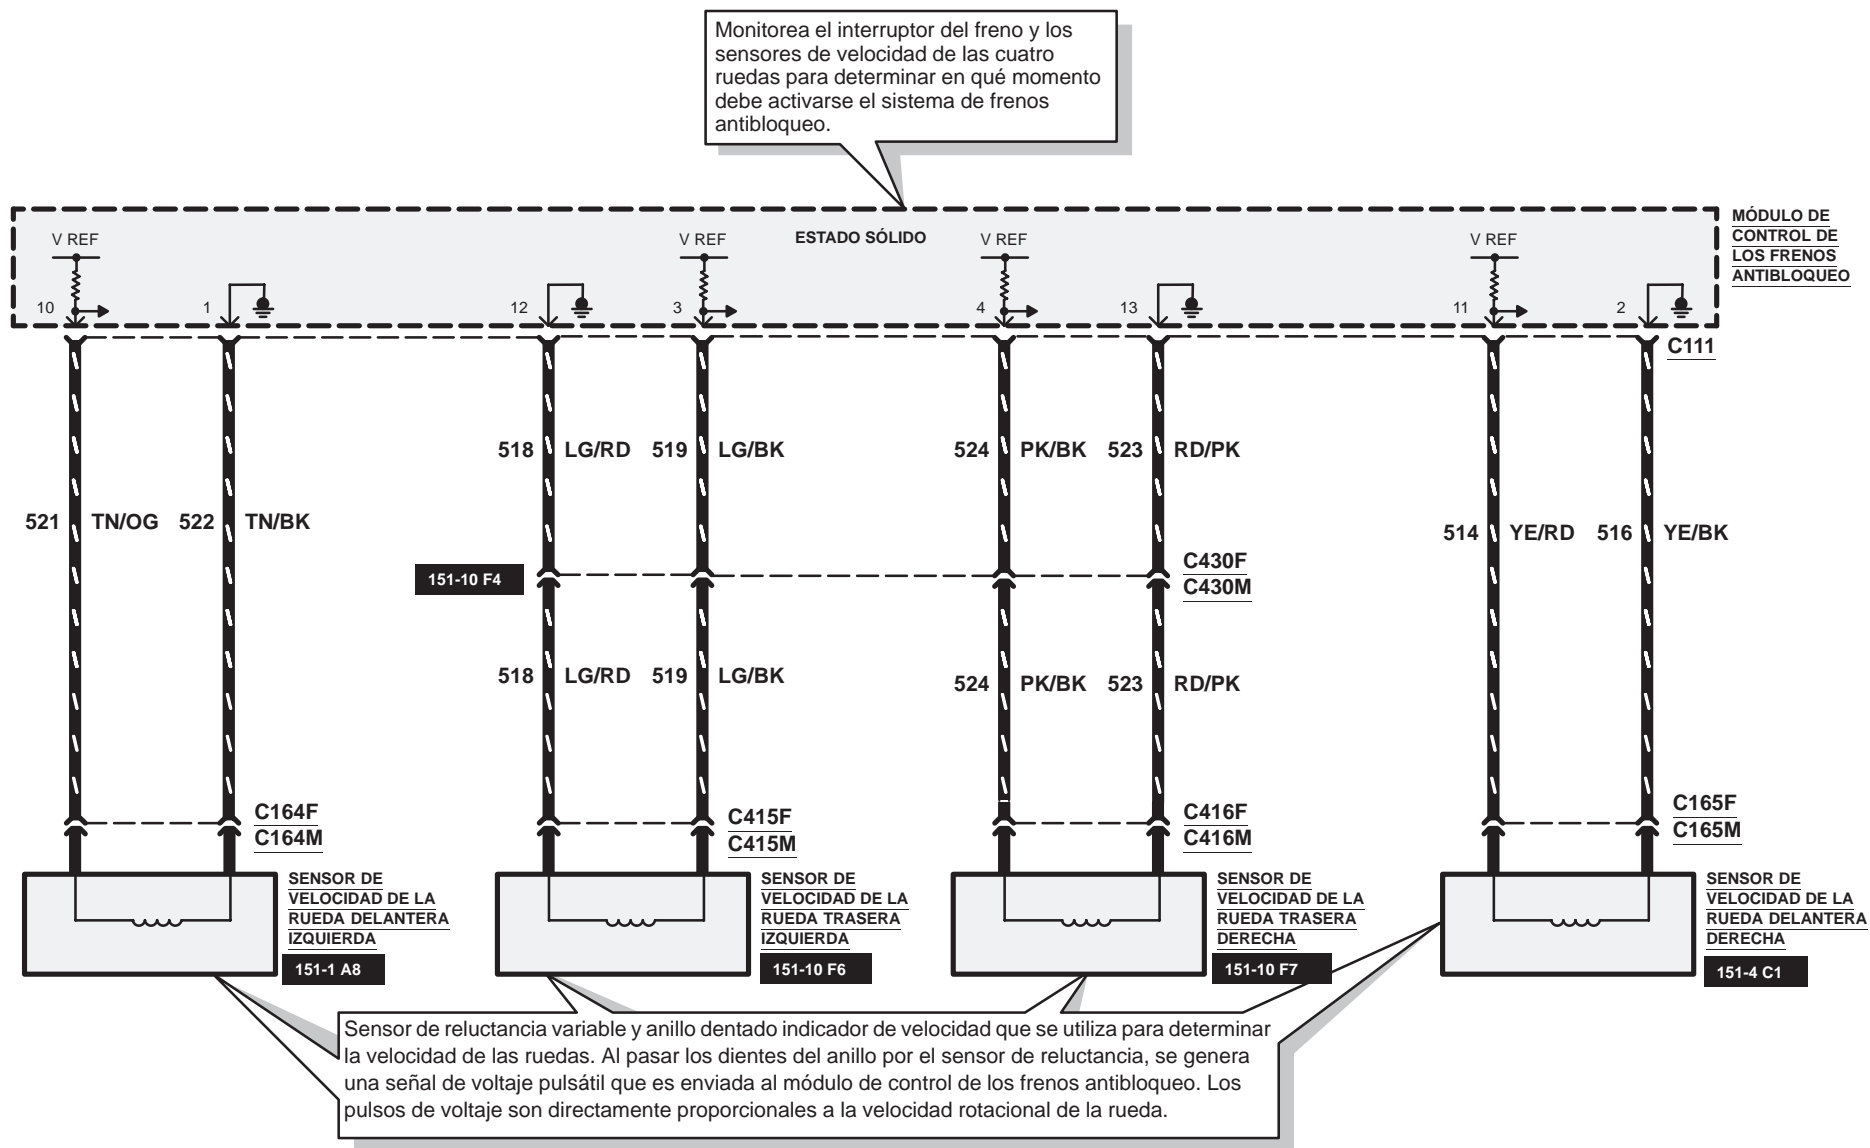 Monitorea el interruptor del freno y los
sensores de velocidad de las cuatro
ruedas para determinar en qué momento
debe activarse el sistema de frenos
antibloqueo.
MÓDULO DE
CONTROL DE
LOS FRENOS
ANTIBLOQUEO
V REF
V REF
ESTADO SÓLIDO
V REF
V REF
10
1
12
3
4
13
11
2
C111
518 LG/RD 519 LG/BK
524 PK/BK 523 RD/PK
521 TN/OG 522 TN/BK
514 YE/RD 516 YE/BK
151-10 F4
C430F
C430M
518 LG/RD 519 LG/BK
524 PK/BK 523 RD/PK
C164F
C164M
C415F
C415M
C416F
C416M
C165F
C165M
SENSOR DE
VELOCIDAD DE LA
RUEDA DELANTERA
IZQUIERDA
151-1 A8
SENSOR DE
VELOCIDAD DE LA
RUEDA TRASERA
IZQUIERDA
151-10 F6
SENSOR DE
VELOCIDAD DE LA
RUEDA TRASERA
DERECHA
151-10 F7
SENSOR DE
VELOCIDAD DE LA
RUEDA DELANTERA
DERECHA
151-4 C1
Sensor de reluctancia variable y anillo dentado indicador de velocidad que se utiliza para determinar
la velocidad de las ruedas. Al pasar los dientes del anillo por el sensor de reluctancia, se genera
una señal de voltaje pulsátil que es enviada al módulo de control de los frenos antibloqueo. Los
pulsos de voltaje son directamente proporcionales a la velocidad rotacional de la rueda.